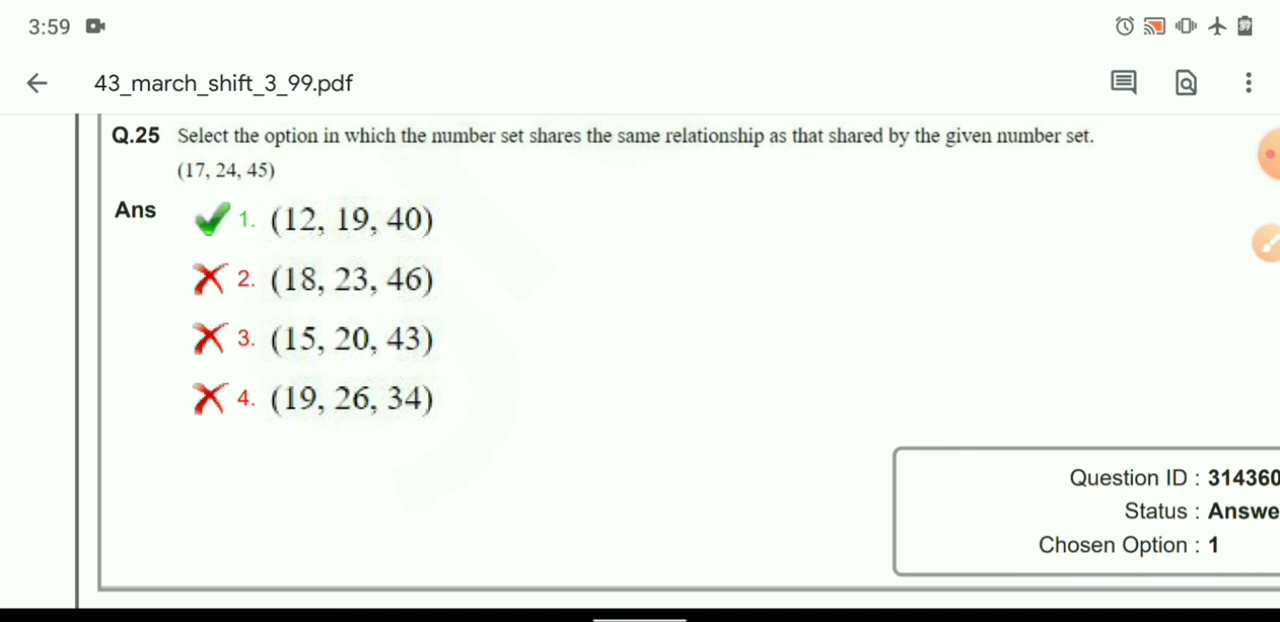 3:59
43_march_shift_3_99.pdf
Q.25 Select the option in which the number set shares the same relationship as that shared by the given number set.
(17, 24, 45)
Ans 1. (12, 19, 40)
2. (18, 23, 46)
3. (15, 20, 43)
4. (19, 26, 34)
Question ID : 314360
Status : Answe
Chosen Option : 1